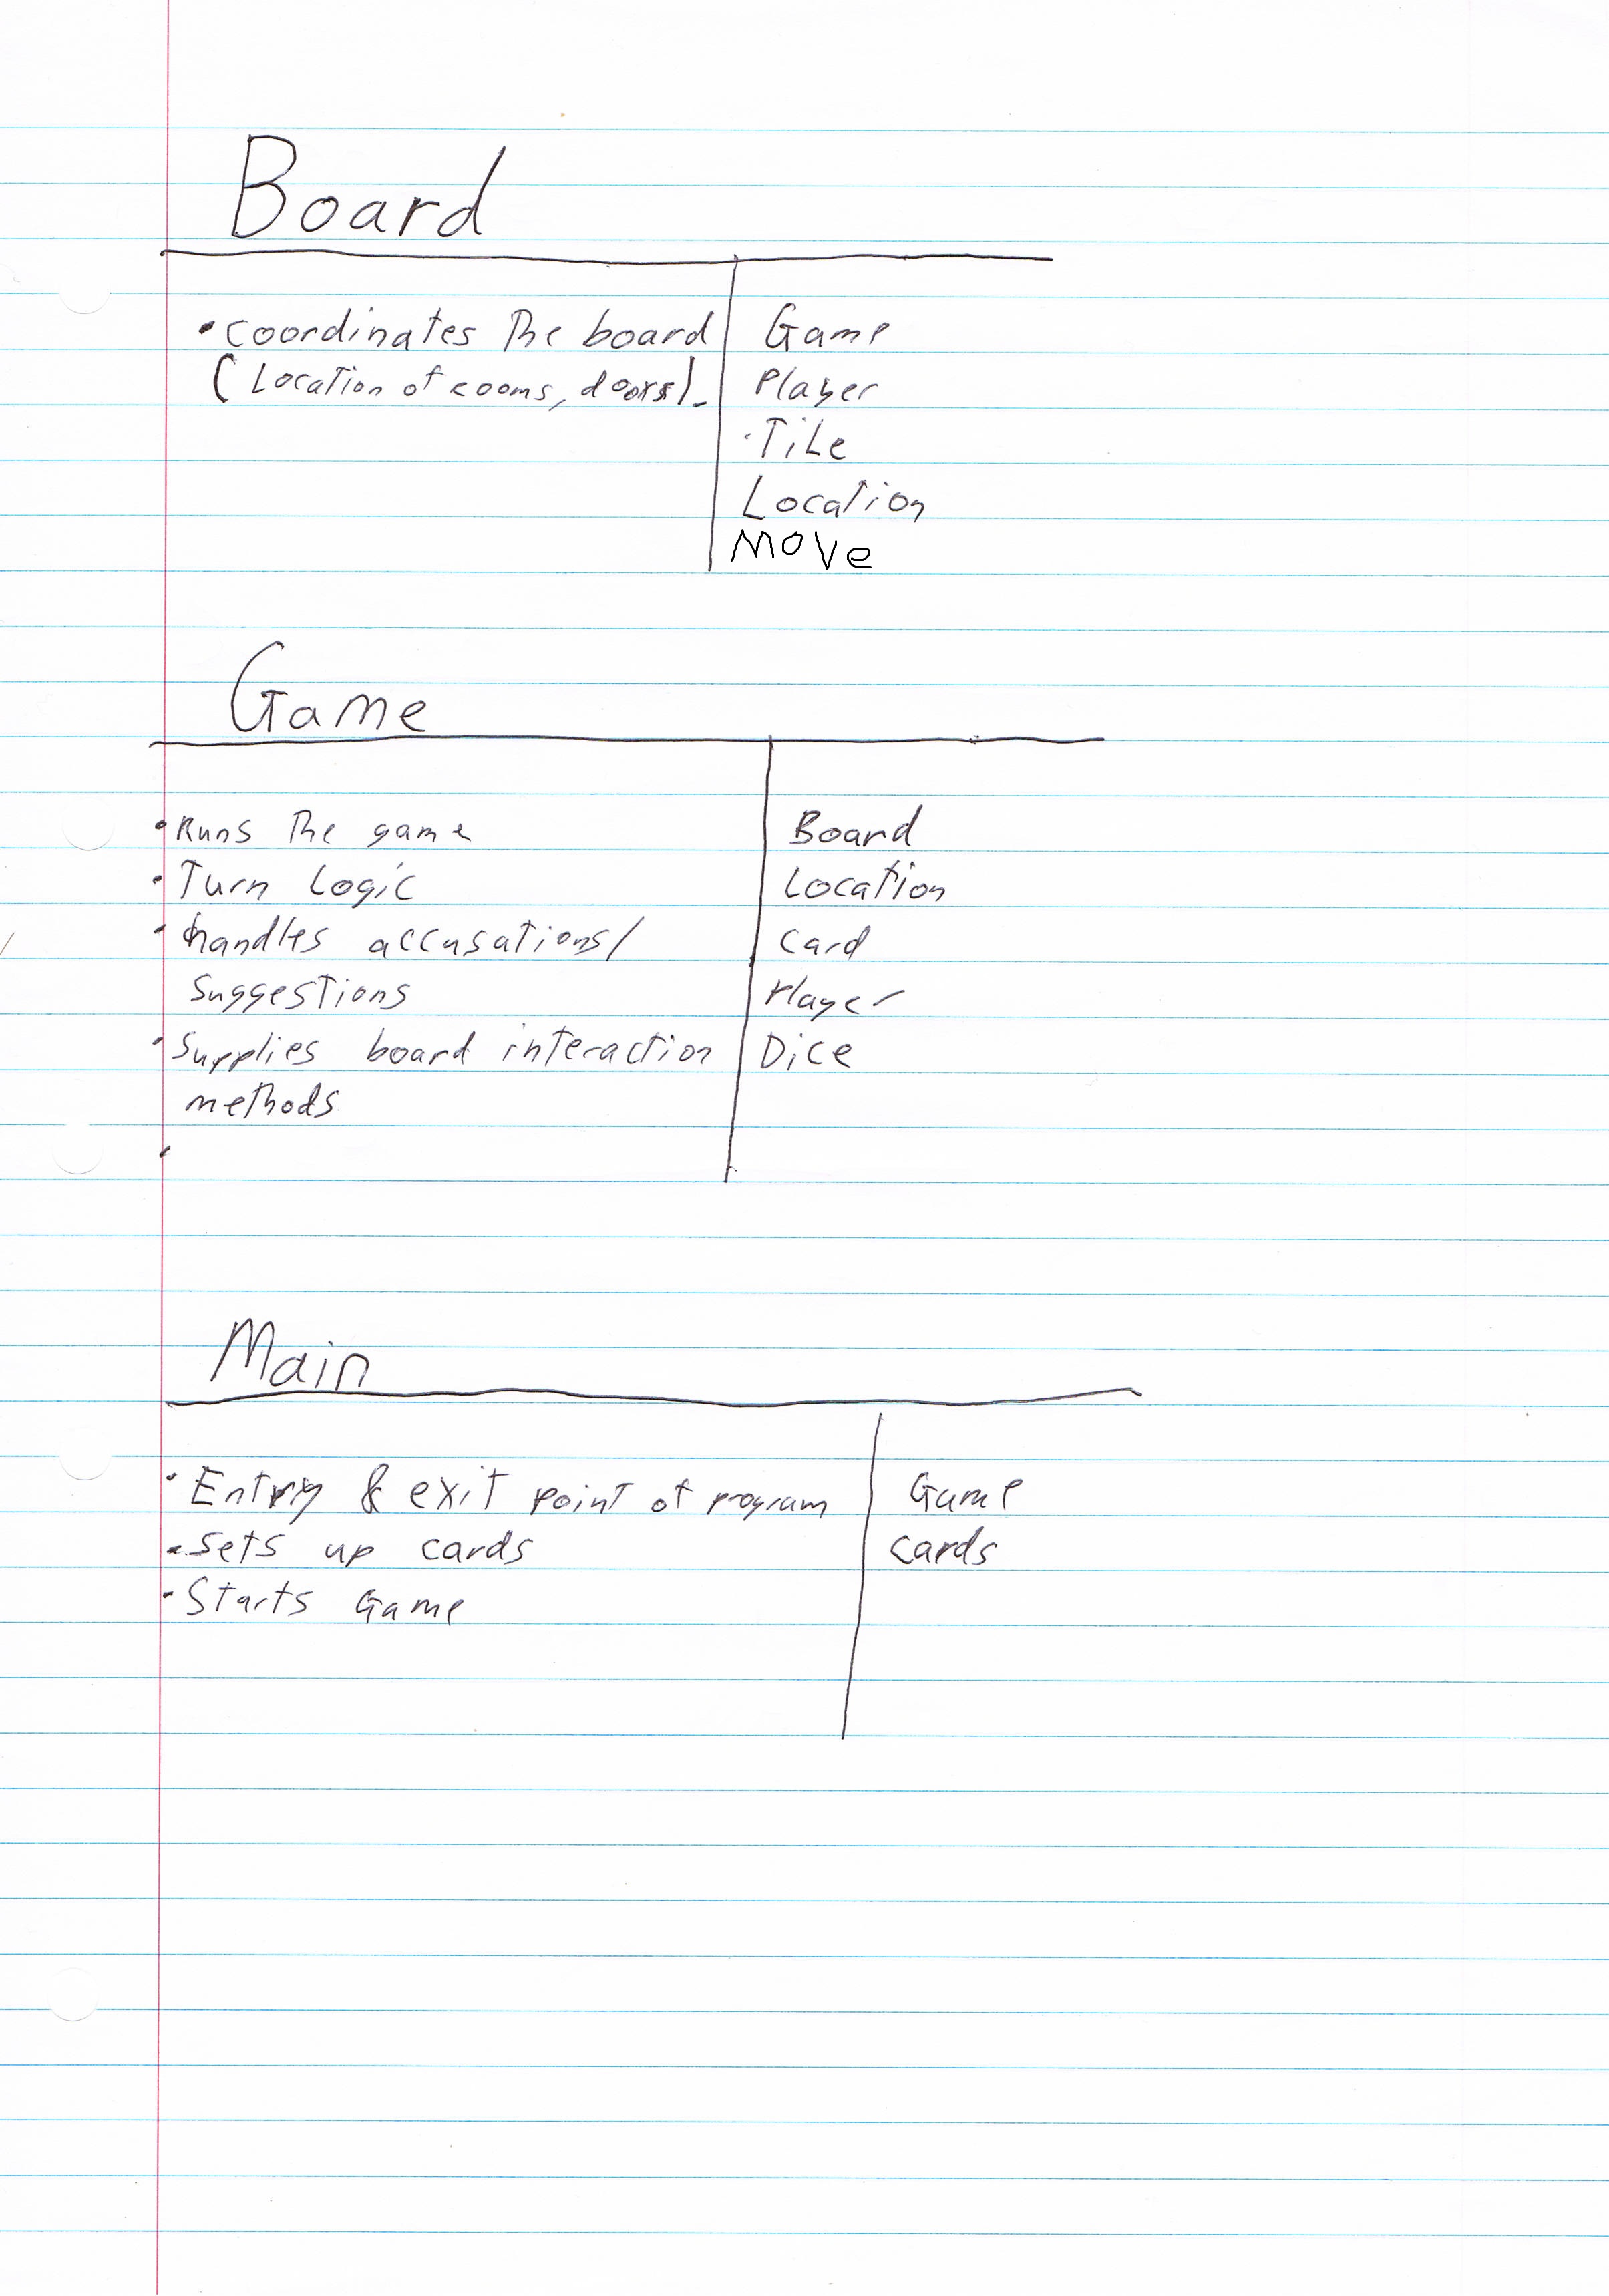 Board
• coordinates the board
(Location of rooms, doors).
Game
Player
Tile
Location
Move
Game
• Runs the game
• Turn Logic
• handles accusations/
suggestions
• Supplies board interaction
methods
•
Board
Location
Card
Player
Dice
Main
• Entry & exit point of program
• Sets up cards
• Starts Game
Game
Cards